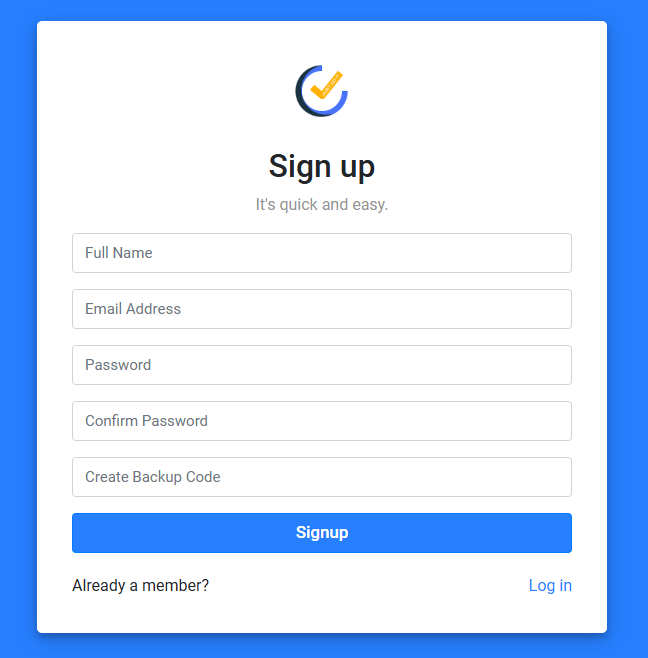 Sign up
It's quick and easy.
Full Name
Email Address
Password
Confirm Password
Create Backup Code
Signup
Already a member? Log in